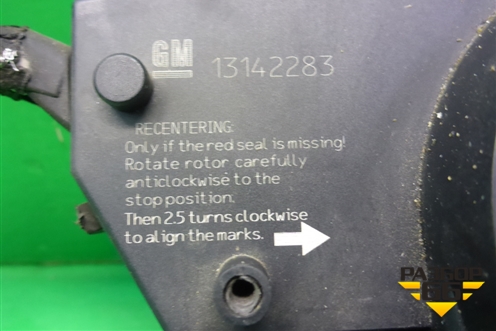 GM 13142283
RECENTERING:
Only if the red seal is missing!
Rotate rotor carefully
anticlockwise to the
stop position.
Then 2.5 turns clockwise
to align the marks.